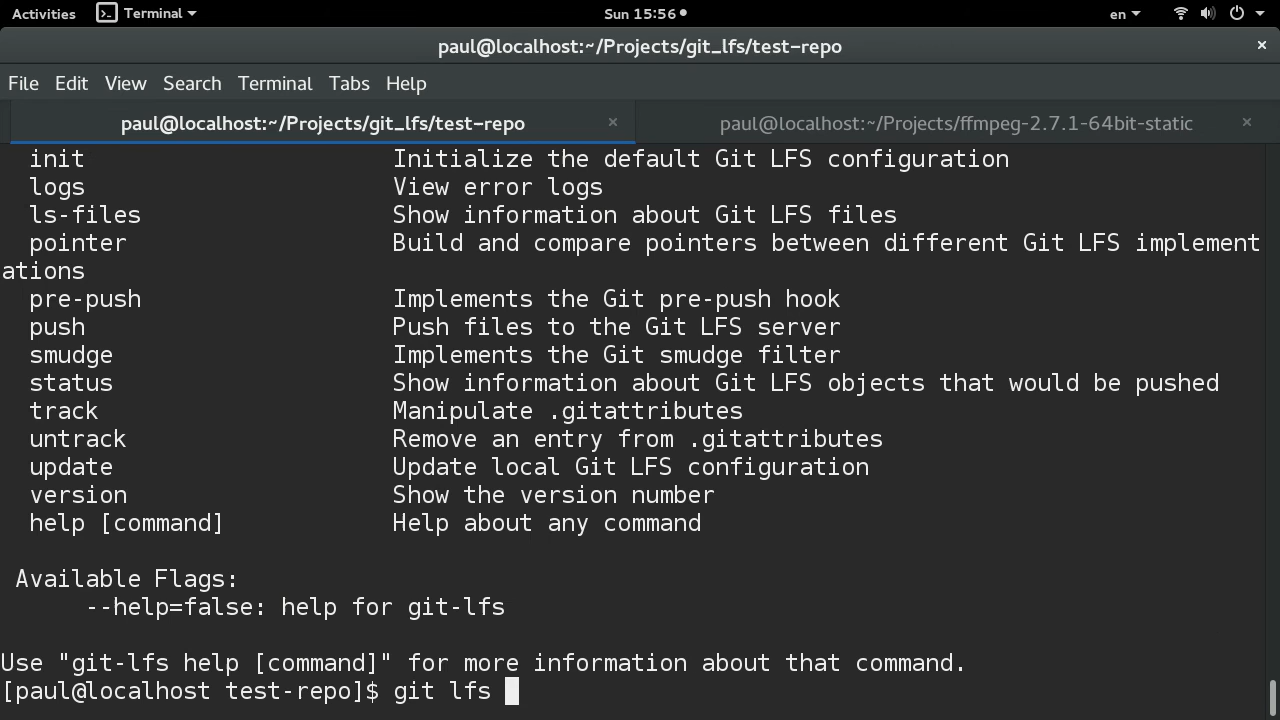 Activities Terminal Sun 15:56 en
paul@localhost:~/Projects/git_lfs/test-repo ×
File Edit View Search Terminal Tabs Help
paul@localhost:~/Projects/git_lfs/test-repo × paul@localhost:~/Projects/ffmpeg-2.7.1-64bit-static ×
init Initialize the default Git LFS configuration
logs View error logs
ls-files Show information about Git LFS files
pointer Build and compare pointers between different Git LFS implement
ations
pre-push Implements the Git pre-push hook
push Push files to the Git LFS server
smudge Implements the Git smudge filter
status Show information about Git LFS objects that would be pushed
track Manipulate .gitattributes
untrack Remove an entry from .gitattributes
update Update local Git LFS configuration
version Show the version number
help [command] Help about any command
Available Flags:
--help=false: help for git-lfs
Use "git-lfs help [command]" for more information about that command.
[paul@localhost test-repo]$ git lfs